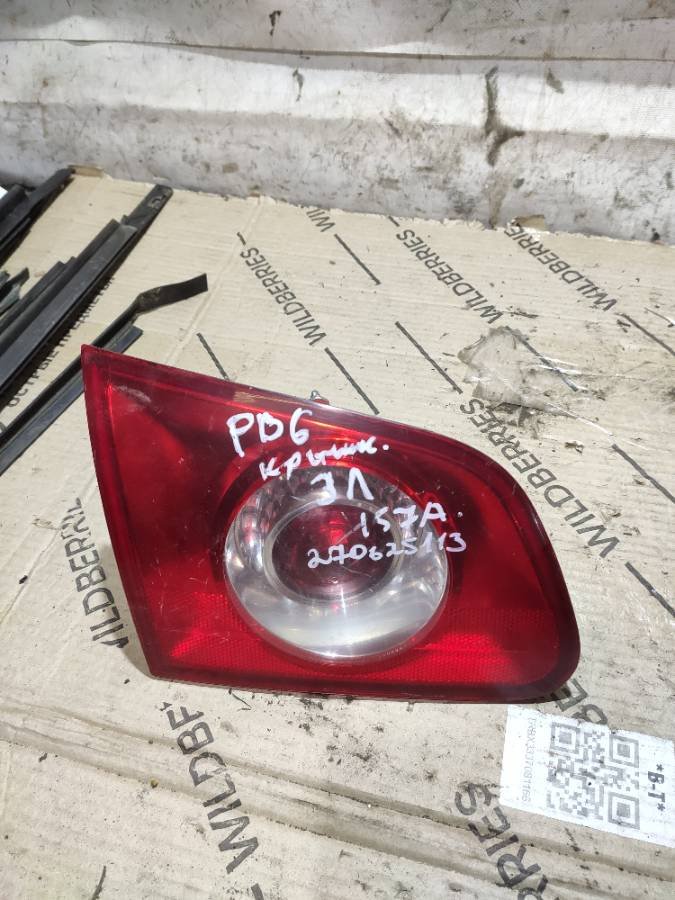 WILDBERRIES
WILDBERRIES
WILDBERRIES
WILDBERRIES
WILDBERRIES
PB6
крышк.
ЗЛ
157А.
270625113
*В-Т*